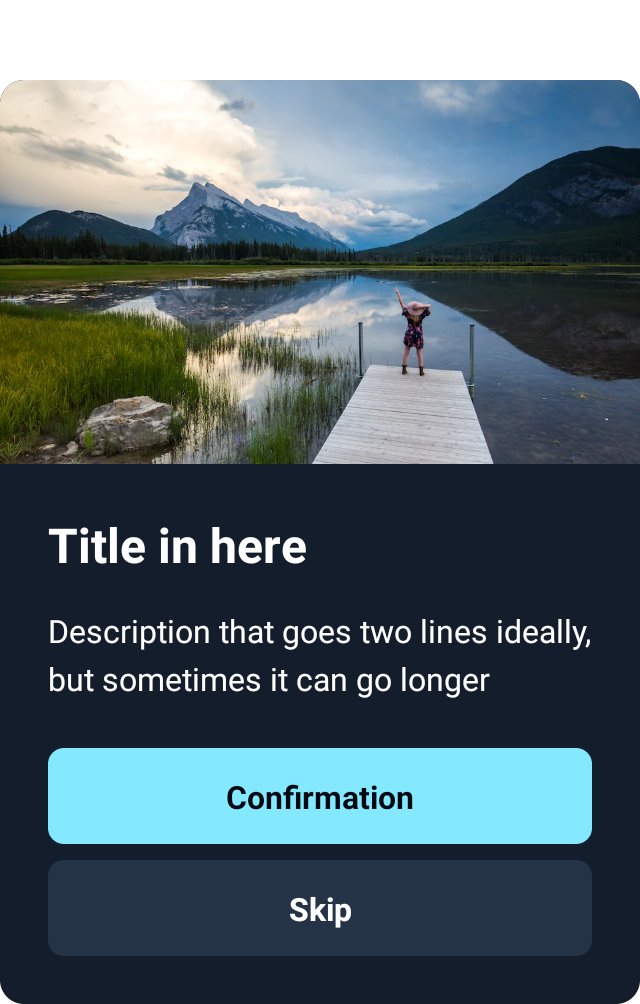 Title in here
Description that goes two lines ideally,
but sometimes it can go longer
Confirmation
Skip